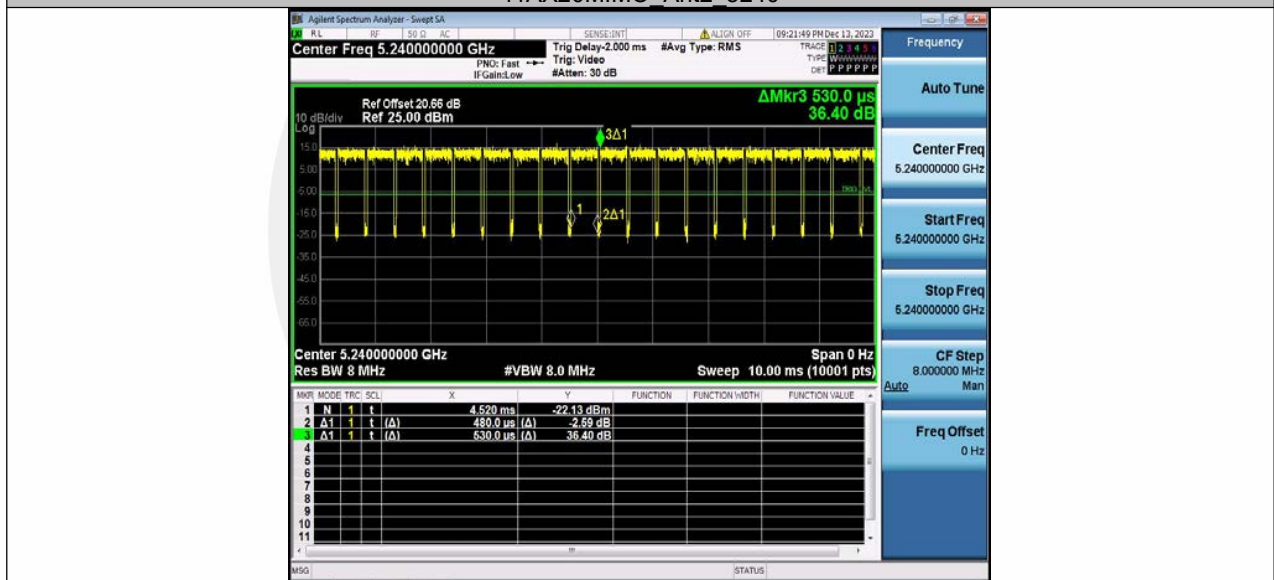 Agilent Spectrum Analyzer - Swept SA
RL RF 50 Ω AC SENSE:INT ALIGN OFF 09:21:49 PM Dec 13, 2023
Center Freq 5.240000000 GHz
PNO: Fast
IFGain:Low
Trig Delay-2.000 ms
Trig: Video
#Atten: 30 dB
#Avg Type: RMS
TRACE 1 2 3 4 5 6
TYPE W
DET P P P P P P
Ref Offset 20.66 dB
10 dB/div Ref 25.00 dBm
Log
ΔMkr3 530.0 µs
36.40 dB
15.0
5.00
-5.00
-15.0
-25.0
-35.0
-45.0
-55.0
-65.0
3Δ1
1
2Δ1
Center 5.240000000 GHz Span 0 Hz
Res BW 8 MHz #VBW 8.0 MHz Sweep 10.00 ms (10001 pts)
MKR MODE TRC SCL X Y FUNCTION FUNCTION WIDTH FUNCTION VALUE
1 N 1 t 4.520 ms -22.13 dBm
2 Δ1 1 t (Δ) 480.0 µs (Δ) -2.59 dB
3 Δ1 1 t (Δ) 530.0 µs (Δ) 36.40 dB
4
5
6
7
8
9
10
11
MSG STATUS
Frequency
Auto Tune
Center Freq
5.240000000 GHz
Start Freq
5.240000000 GHz
Stop Freq
5.240000000 GHz
CF Step
8.000000 MHz
Auto Man
Freq Offset
0 Hz